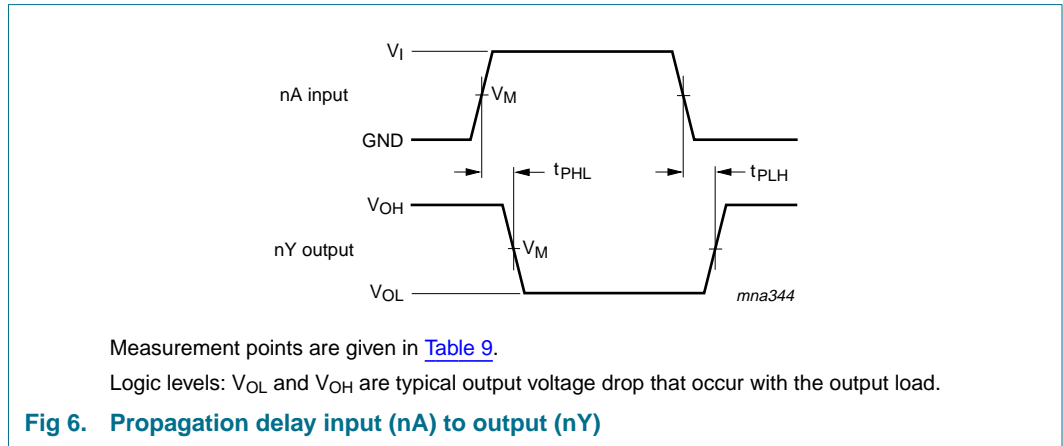 VI
nA input
VM
GND
tPHL
tPLH
VOH
nY output
VM
VOL
mna344
Measurement points are given in Table 9.
Logic levels: VOL and VOH are typical output voltage drop that occur with the output load.
Fig 6. Propagation delay input (nA) to output (nY)